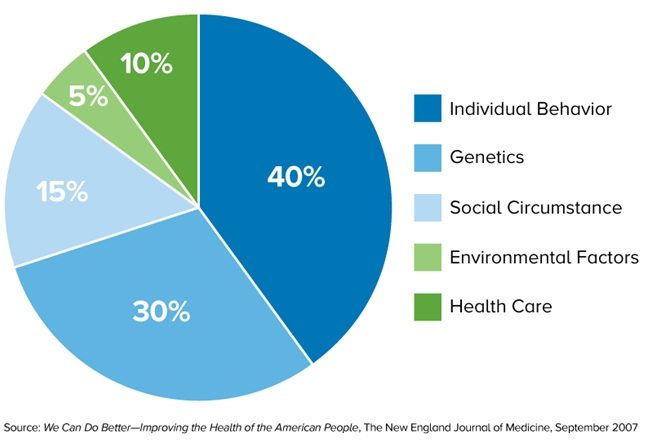 10%
5%
40%
15%
30%
Individual Behavior
Genetics
Social Circumstance
Environmental Factors
Health Care
Source: We Can Do Better—Improving the Health of the American People, The New England Journal of Medicine, September 2007